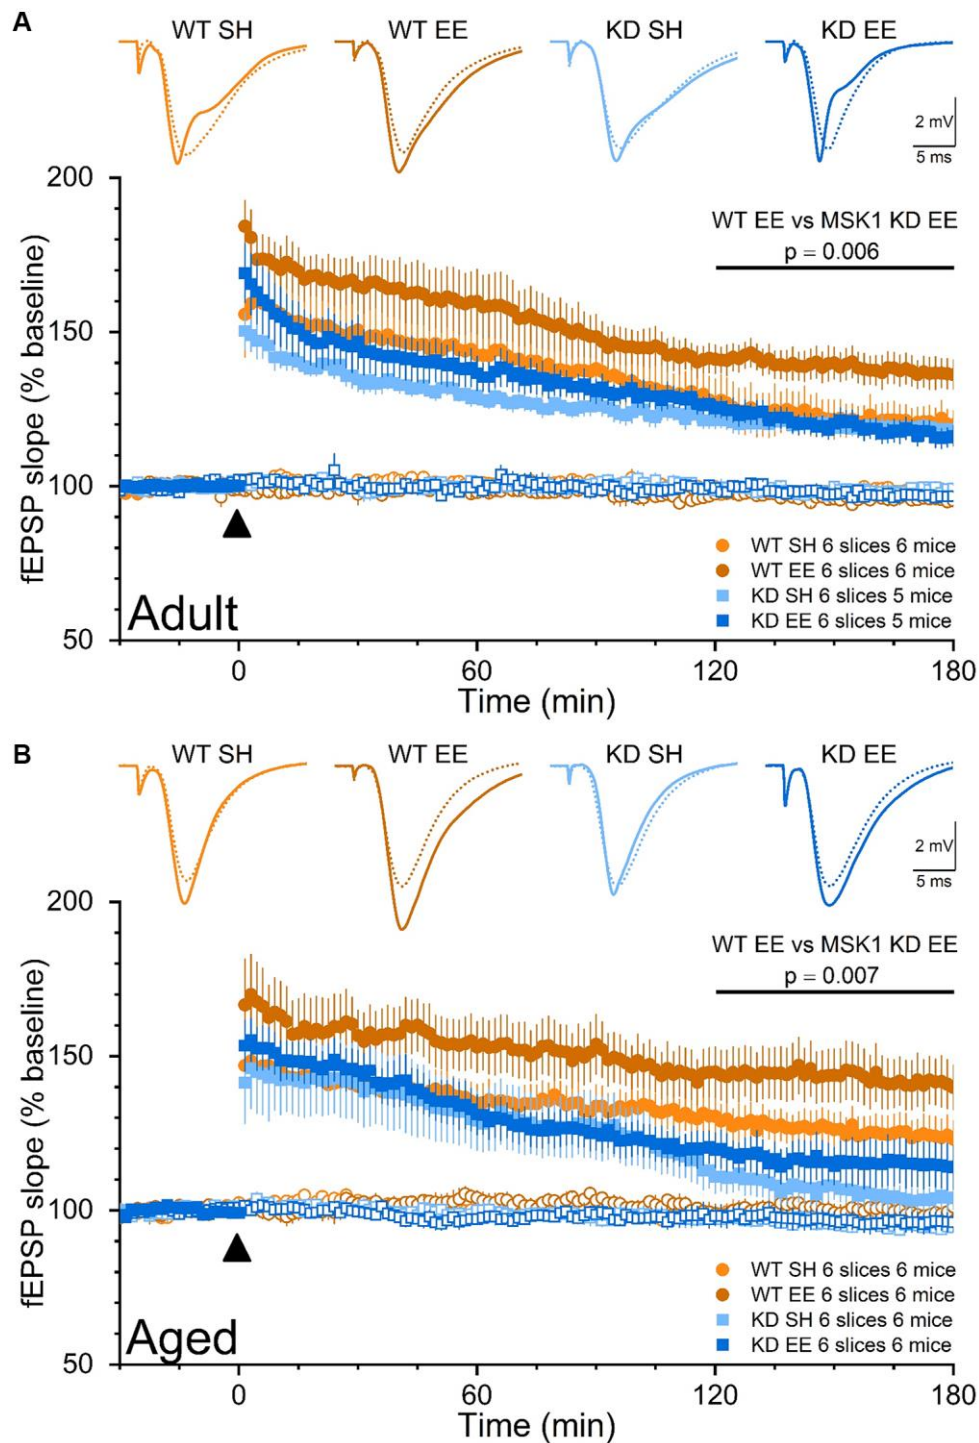 A
WT SH
WT EE
KD SH
KD EE
2 mV
5 ms
200
150
100
50
fEPSP slope (% baseline)
WT EE vs MSK1 KD EE
p = 0.006
WT SH 6 slices 6 mice
WT EE 6 slices 6 mice
KD SH 6 slices 5 mice
KD EE 6 slices 5 mice
Adult
0
60
120
180
Time (min)
B
WT SH
WT EE
KD SH
KD EE
2 mV
5 ms
200
150
100
50
fEPSP slope (% baseline)
WT EE vs MSK1 KD EE
p = 0.007
WT SH 6 slices 6 mice
WT EE 6 slices 6 mice
KD SH 6 slices 6 mice
KD EE 6 slices 6 mice
Aged
0
60
120
180
Time (min)